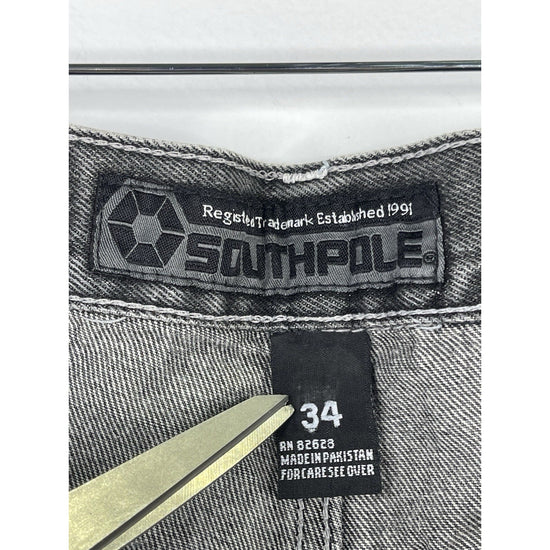 Registed Trademark Established 1991
SOUTHPOLE®
34
RN 82628
MADE IN PAKISTAN
FOR CARE SEE OVER